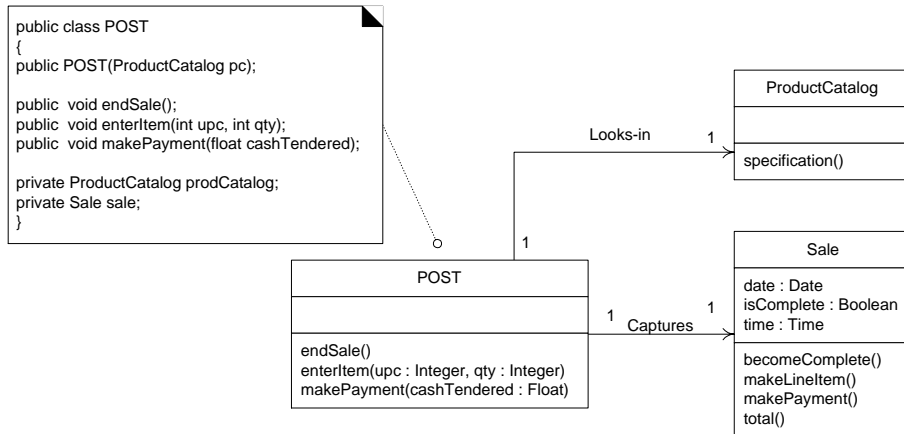 public class POST
{
public POST(ProductCatalog pc);
public  void endSale();
public  void enterItem(int upc, int qty);
public  void makePayment(float cashTendered);
private ProductCatalog prodCatalog;
private Sale sale;
}
ProductCatalog
specification()
Looks-in
1
1
POST
endSale()
enterItem(upc : Integer, qty : Integer)
makePayment(cashTendered : Float)
1
Captures
1
Sale
date : Date
isComplete : Boolean
time : Time
becomeComplete()
makeLineItem()
makePayment()
total()